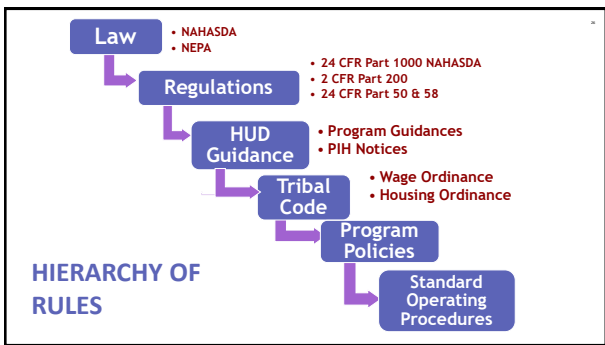 Law
• NAHASDA
• NEPA
Regulations
• 24 CFR Part 1000 NAHASDA
• 2 CFR Part 200
• 24 CFR Part 50 & 58
HUD
Guidance
• Program Guidances
• PIH Notices
Tribal
Code
• Wage Ordinance
• Housing Ordinance
Program
Policies
Standard
Operating
Procedures
HIERARCHY OF
RULES